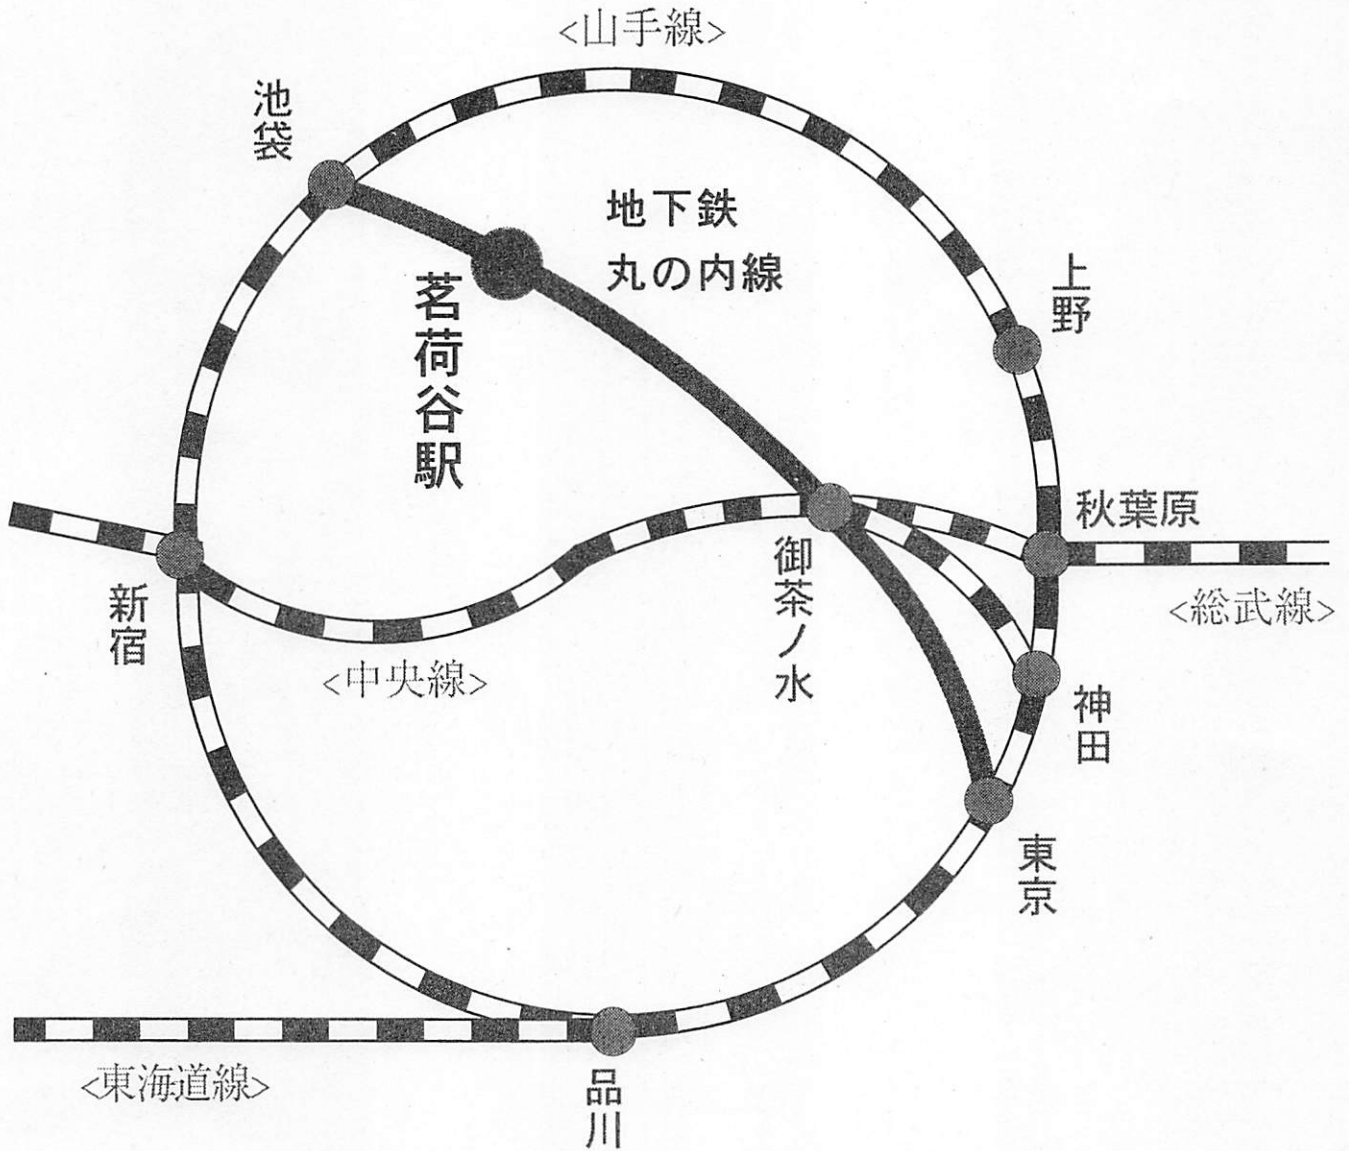 <山手線>
池袋
地下鉄
丸の内線
茗荷谷駅
上野
秋葉原
<総武線>
御茶ノ水
新宿
<中央線>
神田
東京
<東海道線>
品川